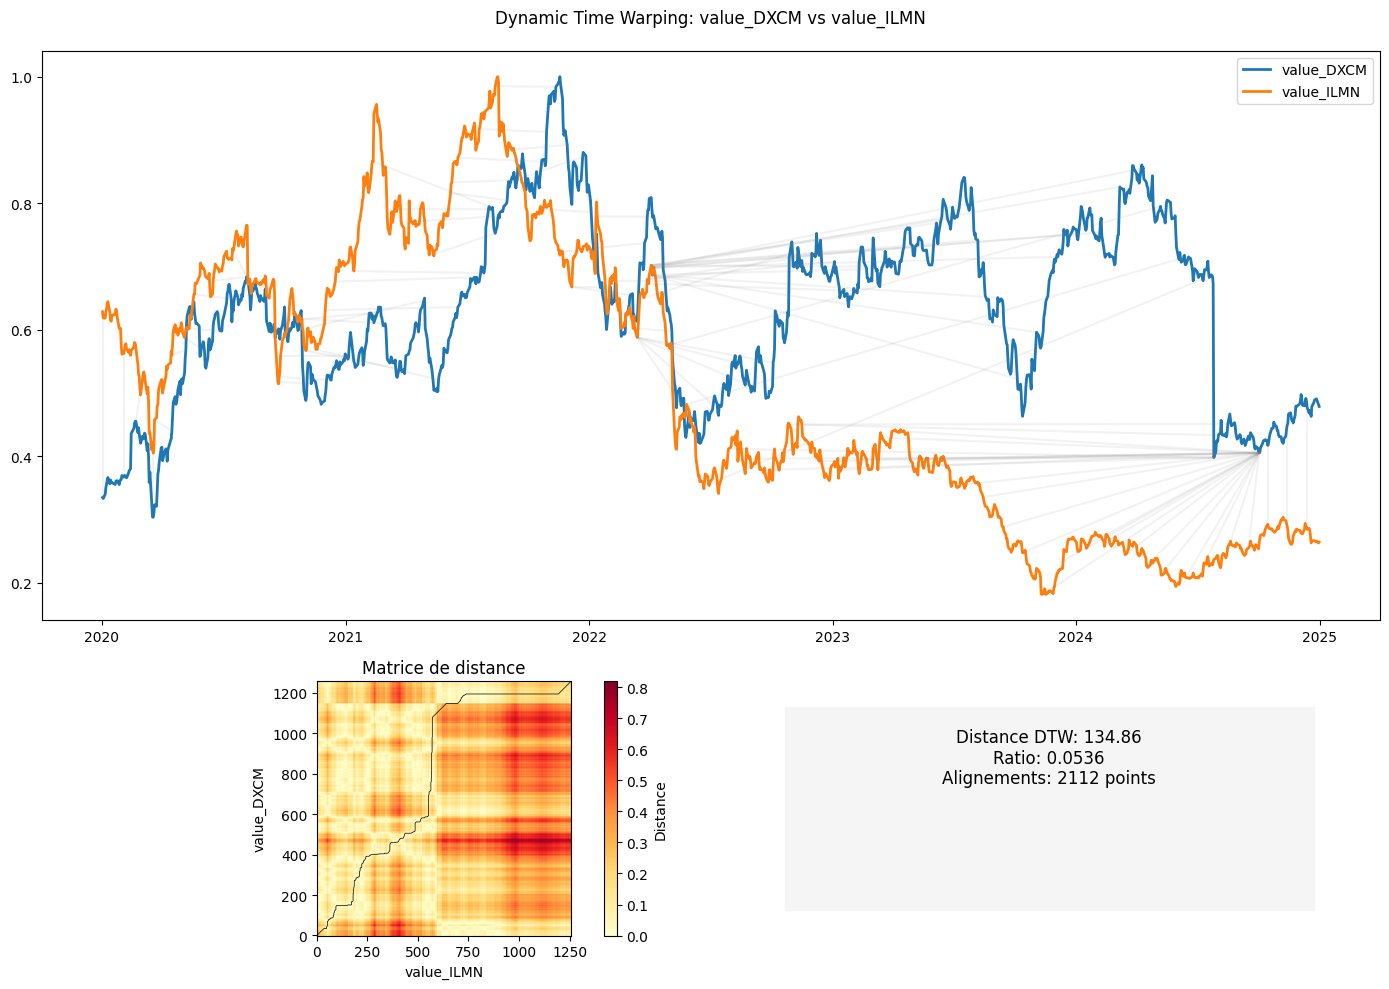 Dynamic Time Warping: value_DXCM vs value_ILMN
value_DXCM
value_ILMN
1.0
0.8
0.6
0.4
0.2
2020 2021 2022 2023 2024 2025
Matrice de distance
1200
1000
800
600
400
200
0
value_DXCM
0 250 500 750 1000 1250
value_ILMN
0.8
0.7
0.6
0.5
0.4
0.3
0.2
0.1
0.0
Distance
Distance DTW: 134.86
Ratio: 0.0536
Alignements: 2112 points